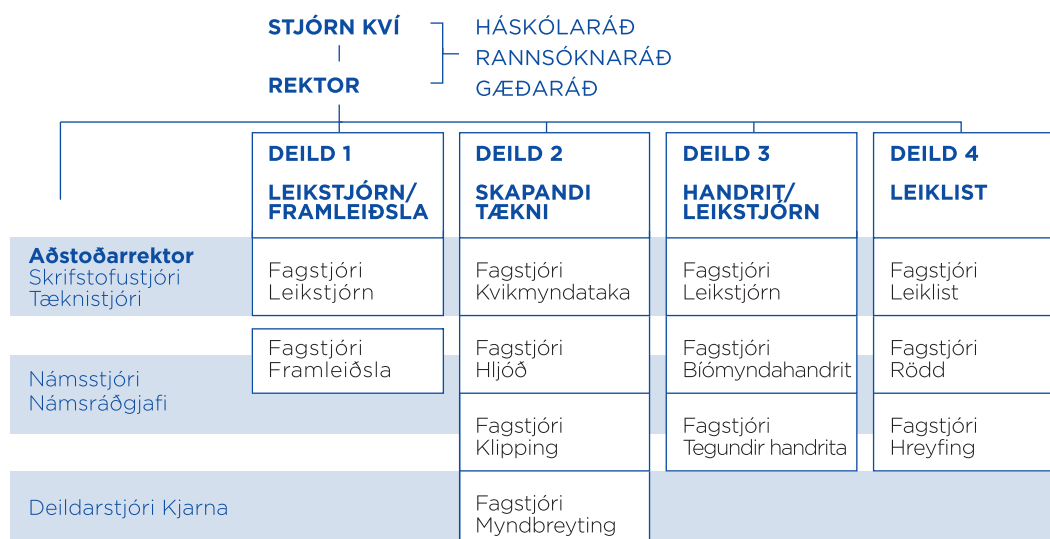 STJÓRN KVÍ
REKTOR
HÁSKÓLARÁÐ
RANNSÓKNARÁÐ
GÆÐARÁÐ
Aðstoðarrektor
Skrifstofustjóri
Tæknistjóri
Námsstjóri
Námsráðgjafi
Deildarstjóri Kjarna
DEILD 1
LEIKSTJÓRN/
FRAMLEIÐSLA
Fagstjóri
Leikstjórn
Fagstjóri
Framleiðsla
DEILD 2
SKAPANDI
TÆKNI
Fagstjóri
Kvikmyndataka
Fagstjóri
Hljóð
Fagstjóri
Klipping
Fagstjóri
Myndbreyting
DEILD 3
HANDRIT/
LEIKSTJÓRN
Fagstjóri
Leikstjórn
Fagstjóri
Bíómyndahandrit
Fagstjóri
Tegundir handrita
DEILD 4
LEIKLIST
Fagstjóri
Leiklist
Fagstjóri
Rödd
Fagstjóri
Hreyfing